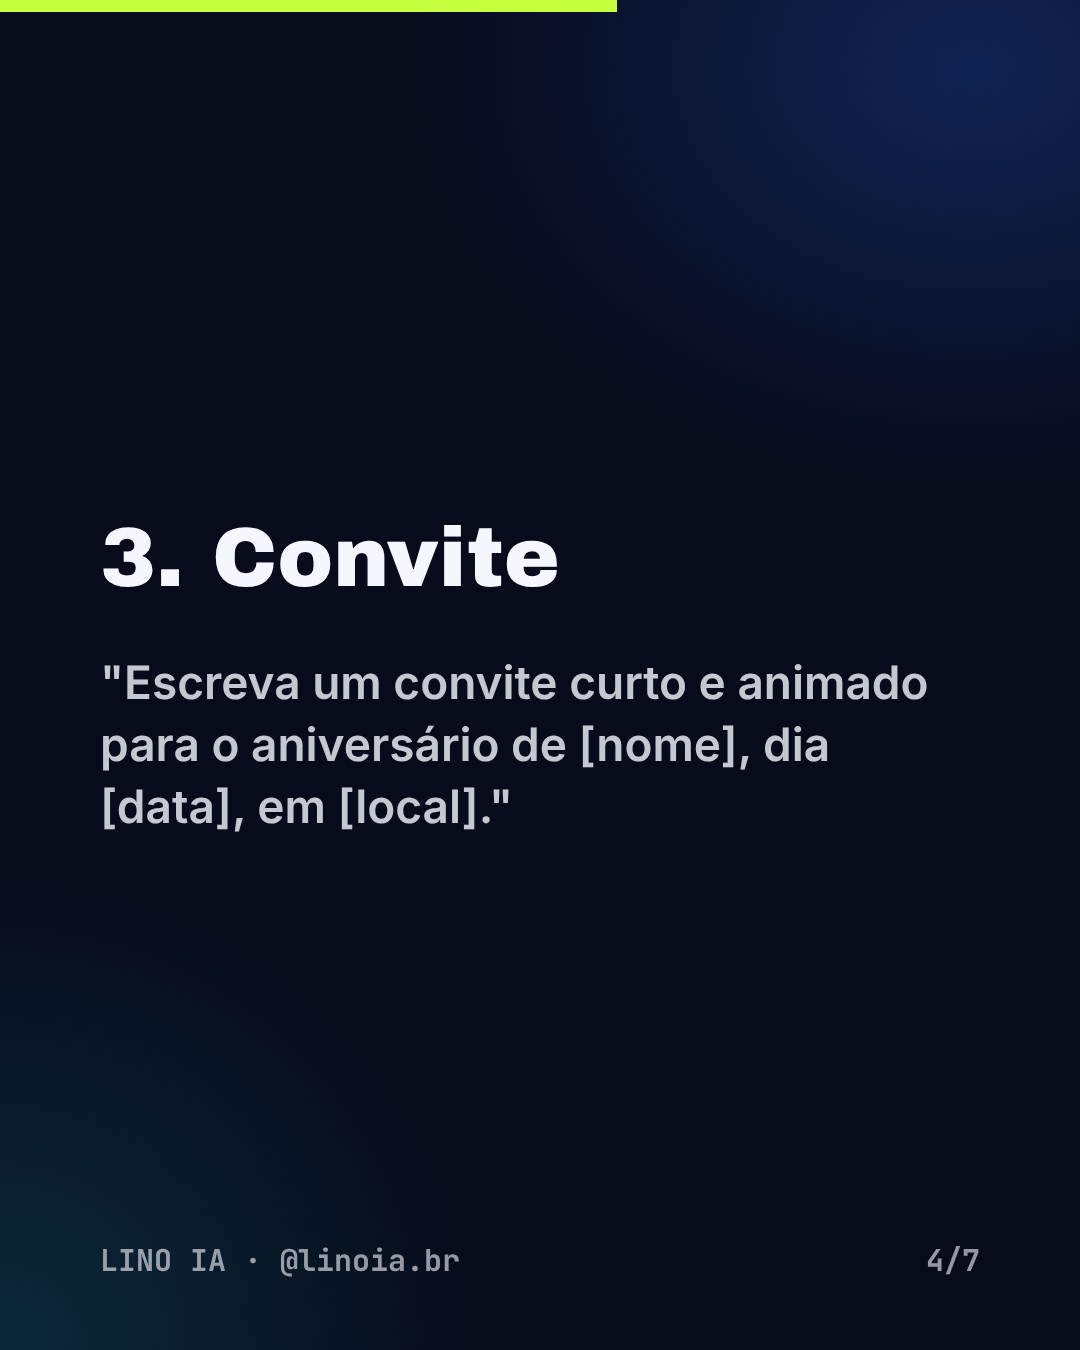 3. Convite
"Escreva um convite curto e animado
para o aniversário de [nome], dia
[data], em [local]."
LINO IA · @linoia.br
4/7